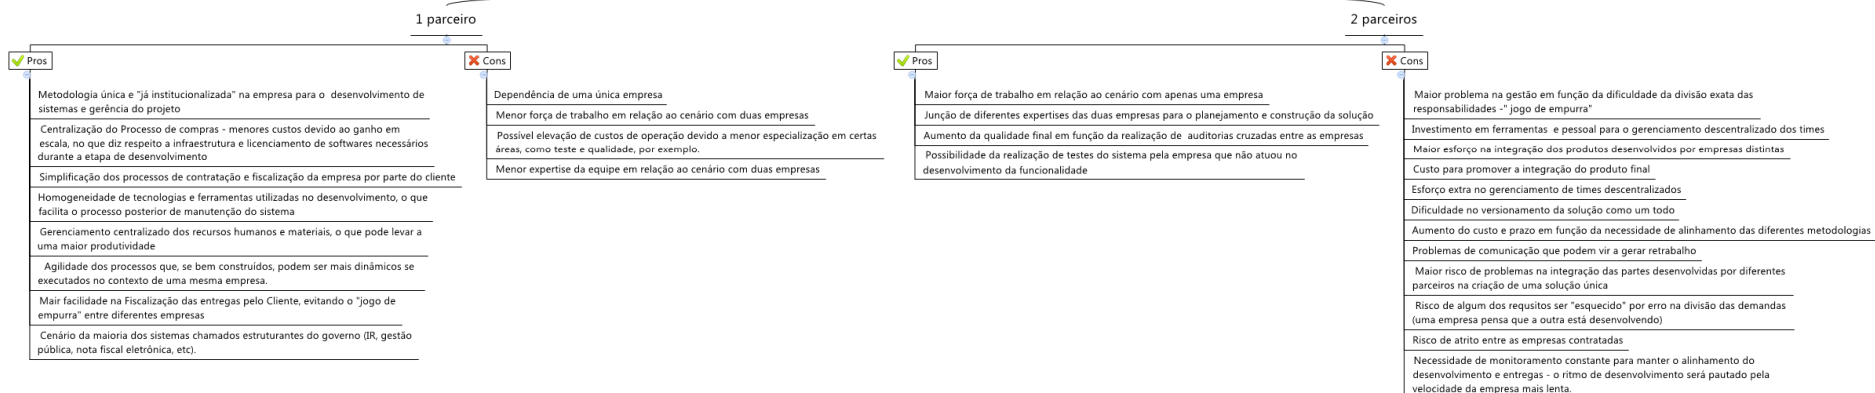 1 parceiro
Pros
Metodologia única e "já institucionalizada" na empresa para o desenvolvimento de
sistemas e gerência do projeto
Centralização do Processo de compras - menores custos devido ao ganho em
escala, no que diz respeito a infraestrutura e licenciamento de softwares necessários
durante a etapa de desenvolvimento
Simplificação dos processos de contratação e fiscalização da empresa por parte do cliente
Homogeneidade de tecnologias e ferramentas utilizadas no desenvolvimento, o que
facilita o processo posterior de manutenção do sistema
Gerenciamento centralizado dos recursos humanos e materiais, o que pode levar a
uma maior produtividade
Agilidade dos processos que, se bem construídos, podem ser mais dinâmicos se
executados no contexto de uma mesma empresa.
Mair facilidade na Fiscalização das entregas pelo Cliente, evitando o "jogo de
empurra" entre diferentes empresas
Cenário da maioria dos sistemas chamados estruturantes do governo (IR, gestão
pública, nota fiscal eletrônica, etc).
Cons
Dependência de uma única empresa
Menor força de trabalho em relação ao cenário com duas empresas
Possível elevação de custos de operação devido a menor especialização em certas
áreas, como teste e qualidade, por exemplo.
Menor expertise da equipe em relação ao cenário com duas empresas
2 parceiros
Pros
Maior força de trabalho em relação ao cenário com apenas uma empresa
Junção de diferentes expertises das duas empresas para o planejamento e construção da solução
Aumento da qualidade final em função da realização de auditorias cruzadas entre as empresas
Possibilidade da realização de testes do sistema pela empresa que não atuou no
desenvolvimento da funcionalidade
Cons
Maior problema na gestão em função da dificuldade da divisão exata das
responsabilidades -" jogo de empurra"
Investimento em ferramentas e pessoal para o gerenciamento descentralizado dos times
Maior esforço na integração dos produtos desenvolvidos por empresas distintas
Custo para promover a integração do produto final
Esforço extra no gerenciamento de times descentralizados
Dificuldade no versionamento da solução como um todo
Aumento do custo e prazo em função da necessidade de alinhamento das diferentes metodologias
Problemas de comunicação que podem vir a gerar retrabalho
Maior risco de problemas na integração das partes desenvolvidas por diferentes
parceiros na criação de uma solução única
Risco de algum dos requsitos ser "esquecido" por erro na divisão das demandas
(uma empresa pensa que a outra está desenvolvendo)
Risco de atrito entre as empresas contratadas
Necessidade de monitoramento constante para manter o alinhamento do
desenvolvimento e entregas - o ritmo de desenvolvimento será pautado pela
velocidade da empresa mais lenta.